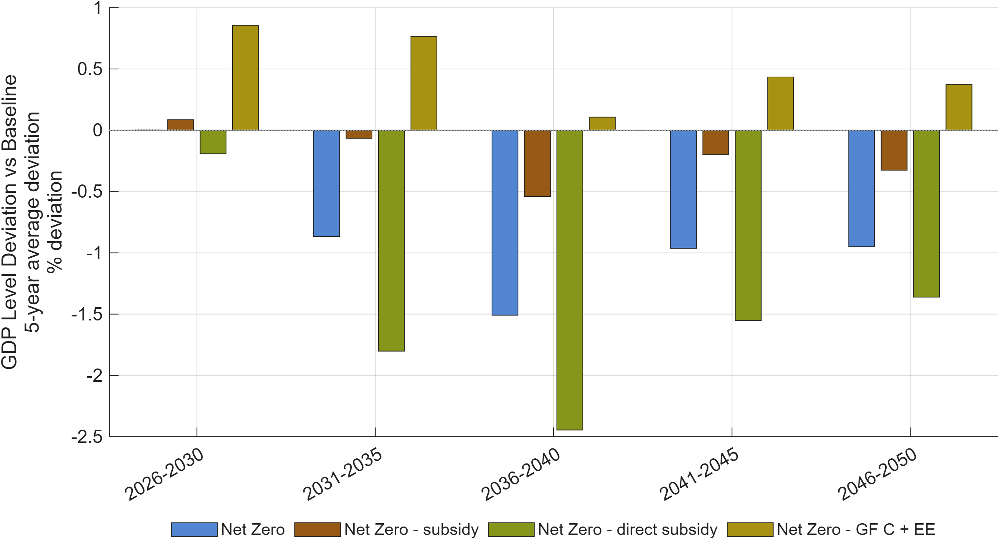 GDP Level Deviation vs Baseline
5-year average deviation
% deviation
1
0.5
0
-0.5
-1
-1.5
-2
-2.5
2026-2030
2031-2035
2036-2040
2041-2045
2046-2050
Net Zero
Net Zero - subsidy
Net Zero - direct subsidy
Net Zero - GF C + EE